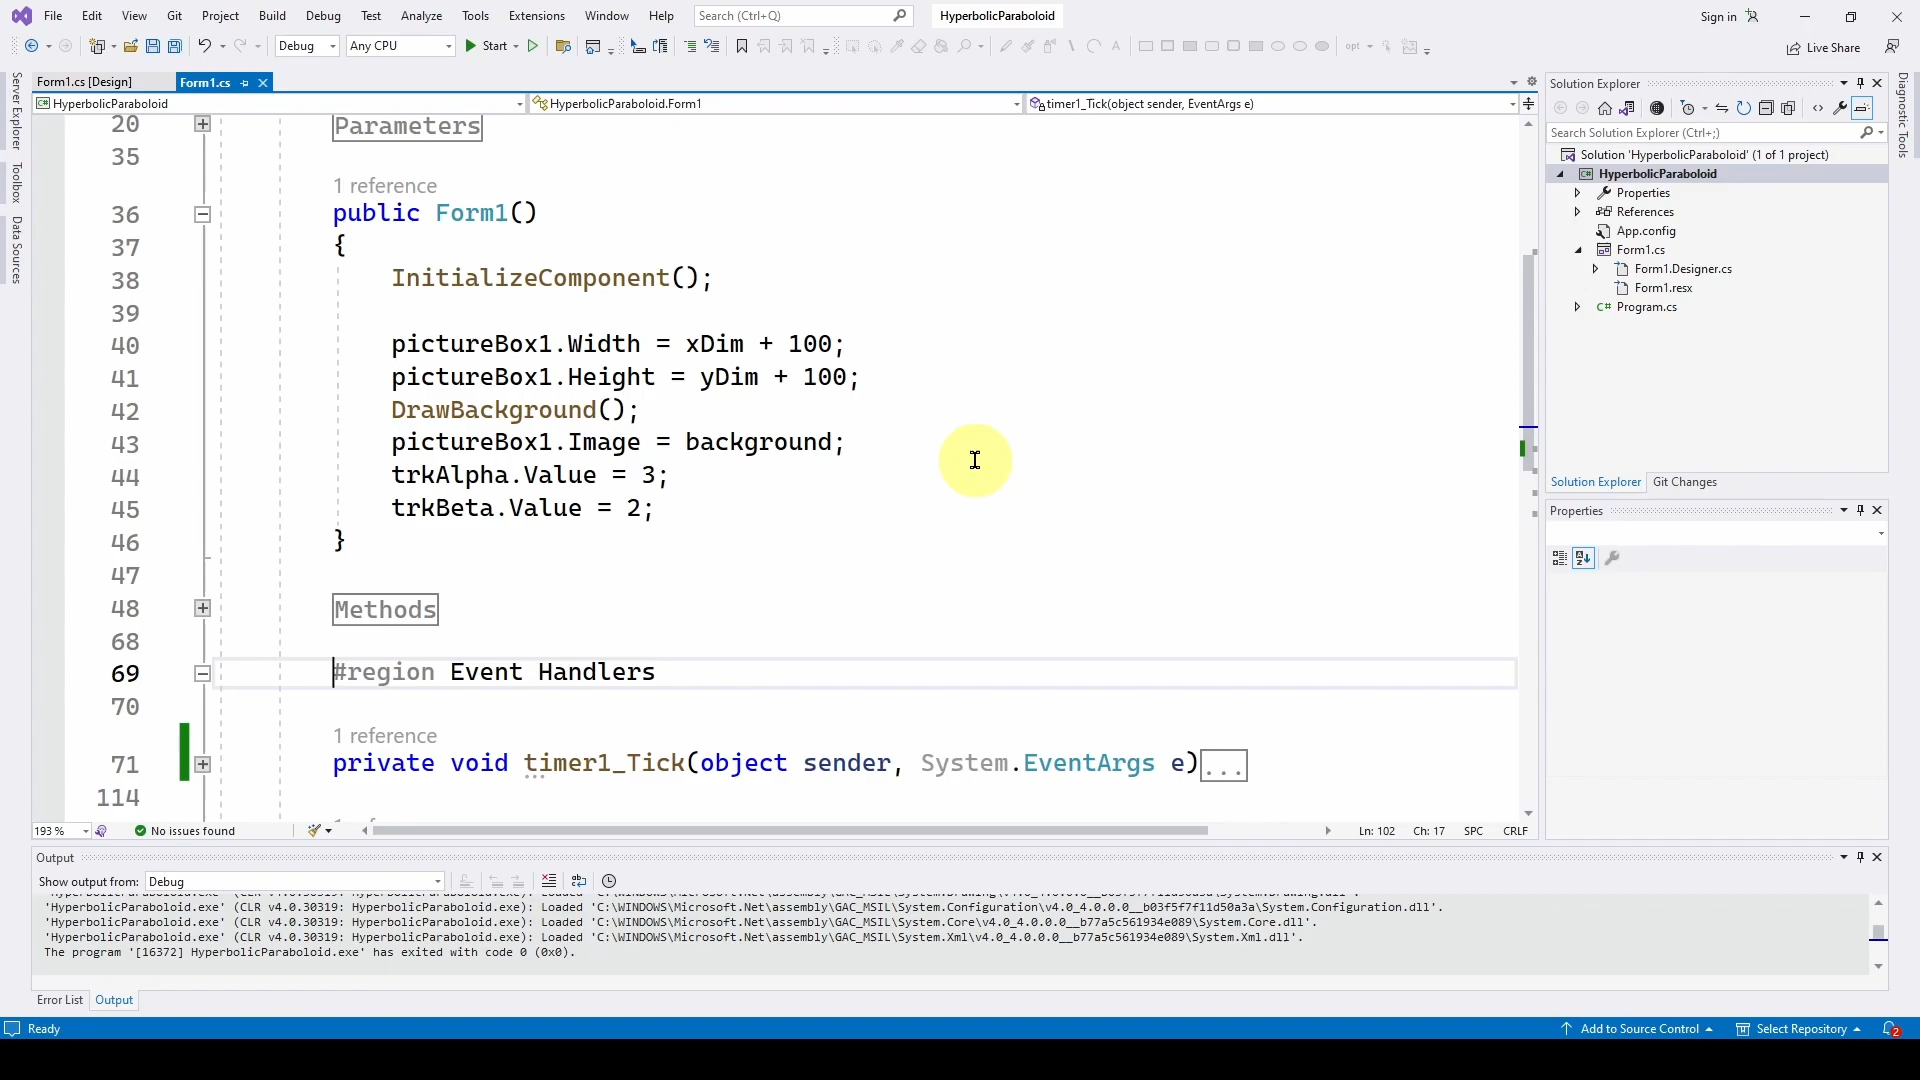 File Edit View Git Project Build Debug Test Analyze Tools Extensions Window Help Search (Ctrl+Q) HyperbolicParaboloid Sign in
Debug Any CPU Start opt Live Share
Form1.cs [Design] Form1.cs
HyperbolicParaboloid HyperbolicParaboloid.Form1 timer1_Tick(object sender, EventArgs e)
Server Explorer
Toolbox
Data Sources
20 Parameters
35
1 reference
36 public Form1()
37 {
38 InitializeComponent();
39
40 pictureBox1.Width = xDim + 100;
41 pictureBox1.Height = yDim + 100;
42 DrawBackground();
43 pictureBox1.Image = background;
44 trkAlpha.Value = 3;
45 trkBeta.Value = 2;
46 }
47
48 Methods
68
69 #region Event Handlers
70
1 reference
71 private void timer1_Tick(object sender, System.EventArgs e)...
114
193 % No issues found Ln: 102 Ch: 17 SPC CRLF
Solution Explorer
Search Solution Explorer (Ctrl+;)
Solution 'HyperbolicParaboloid' (1 of 1 project)
HyperbolicParaboloid
Properties
References
App.config
Form1.cs
Form1.Designer.cs
Form1.resx
C# Program.cs
Solution Explorer Git Changes
Properties
Diagnostic Tools
Output
Show output from: Debug
'HyperbolicParaboloid.exe' (CLR v4.0.30319: HyperbolicParaboloid.exe): Loaded 'C:\WINDOWS\Microsoft.Net\assembly\GAC_MSIL\System.Configuration\v4.0_4.0.0.0__b03f5f7f11d50a3a\System.Configuration.dll'.
'HyperbolicParaboloid.exe' (CLR v4.0.30319: HyperbolicParaboloid.exe): Loaded 'C:\WINDOWS\Microsoft.Net\assembly\GAC_MSIL\System.Core\v4.0_4.0.0.0__b77a5c561934e089\System.Core.dll'.
'HyperbolicParaboloid.exe' (CLR v4.0.30319: HyperbolicParaboloid.exe): Loaded 'C:\WINDOWS\Microsoft.Net\assembly\GAC_MSIL\System.Xml\v4.0_4.0.0.0__b77a5c561934e089\System.Xml.dll'.
The program '[16372] HyperbolicParaboloid.exe' has exited with code 0 (0x0).
Error List Output
Ready Add to Source Control Select Repository 2